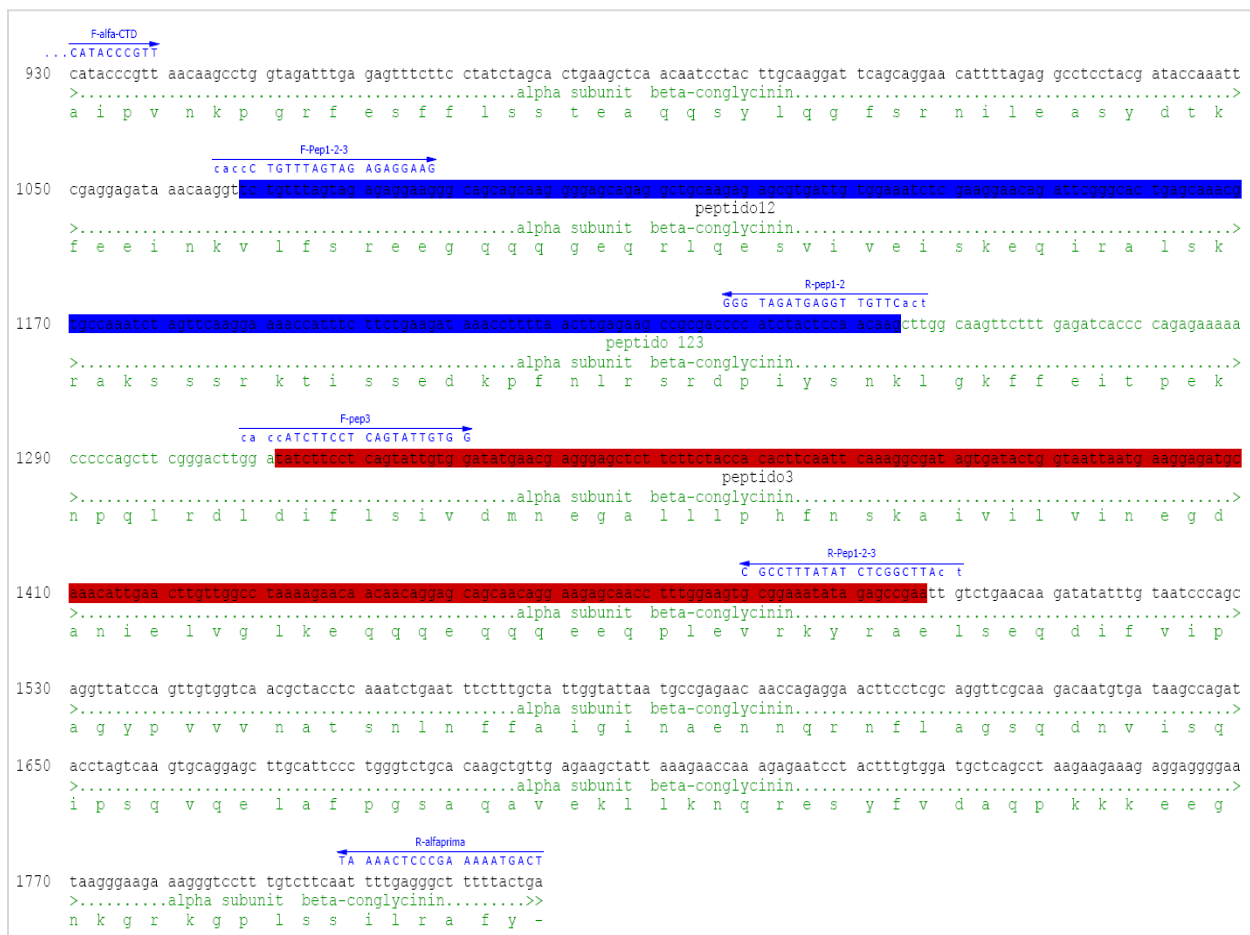 F-alfa-CTD
...CATACCCGTT
930 catacccgtt aacaagcctg gtagatttga gagtttcttc ctatctagca ctgaagctca acaatcctac ttgcaaggat tcagcaggaa cattttagag gcctcctacg ataccaaatt
>..............................................alpha subunit beta-conglycinin.............................................>
a i p v n k p g r f e s f f l s s t e a q q s y l q g f s r n i l e a s y d t k
F-Pep1-2-3
caccC TGTTTAGTAG AGAGGAAG
1050 cgaggagata aacaaggttc tgtttagtag agaggaaggg cagcagcaag gggagcagag gctgcaagag agcgtgattg tggaaatctc gaaggaacag attcgggcac tgagcaaacg
peptido12
>..............................................alpha subunit beta-conglycinin.............................................>
f e e i n k v l f s r e e g q q q g e q r l q e s v i v e i s k e q i r a l s k
R-pep1-2
GGG TAGATGAGGT TGTTCact
1170 tgccaaatct agttcaagga aaaccatttc ttctgaagat aaacctttta acttgagaag ccgcgacccc atctactcca acaagcttgg caagttcttt gagatcaccc cagagaaaaa
peptido 123
>..............................................alpha subunit beta-conglycinin.............................................>
r a k s s s r k t i s s e d k p f n l r s r d p i y s n k l g k f f e i t p e k
F-pep3
ca ccATCTTCCT CAGTATTGTG G
1290 cccccagctt cgggacttgg atatcttcct cagtattgtg gatatgaacg agggagctct tcttctacca cacttcaatt caaaggcgat agtgatactg gtaattaatg aaggagatgc
peptido3
>..............................................alpha subunit beta-conglycinin.............................................>
n p q l r d l d i f l s i v d m n e g a l l l p h f n s k a i v i l v i n e g d
R-Pep1-2-3
C GCCTTTATAT CTCGGCTTAc t
1410 aaacattgaa cttgttggcc taaaagaaca acaacaggag cagcaacagg aagagcaacc tttggaagtg cggaaatata gagccgaatt gtctgaacaa gatatatttg taatcccagc
>..............................................alpha subunit beta-conglycinin.............................................>
a n i e l v g l k e q q q e q q q e e q p l e v r k y r a e l s e q d i f v i p
1530 aggttatcca gttgtggtca acgctacctc aaatctgaat ttctttgcta ttggtattaa tgccgagaac aaccagagga acttcctcgc aggttcgcaa gacaatgtga taagccagat
>..............................................alpha subunit beta-conglycinin.............................................>
a g y p v v v n a t s n l n f f a i g i n a e n n q r n f l a g s q d n v i s q
1650 acctagtcaa gtgcaggagc ttgcattccc tgggtctgca caagctgttg agaagctatt aaagaaccaa agagaatcct actttgtgga tgctcagcct aagaagaaag aggaggggaa
>..............................................alpha subunit beta-conglycinin.............................................>
i p s q v q e l a f p g s a q a v e k l l k n q r e s y f v d a q p k k k e e g
R-alfaprima
TA AAACTCCCGA AAAATGACT
1770 taagggaaga aagggtcctt tgtcttcaat tttgagggct ttttactga
>..........alpha subunit beta-conglycinin.........>>
n k g r k g p l s s i l r a f y -